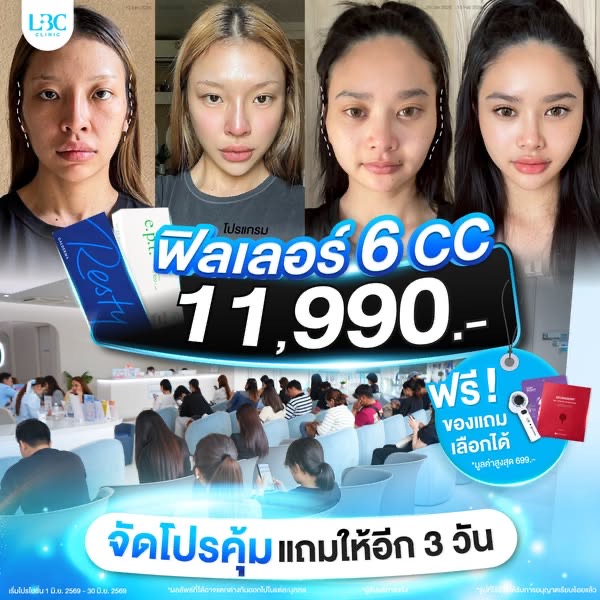 LBC
CLINIC
โปรแกรม
ฟิลเลอร์ 6 CC
11,990.-
e.p.t
Resty
ฟรี!
ของแถม
เลือกได้
*มูลค่าสูงสุด 699.-
จัดโปรคุ้ม แถมให้อีก 3 วัน
เริ่มโปรโมชั่น 1 มิ.ย. 2569 - 30 มิ.ย. 2569
*ผลลัพธ์ที่ได้อาจแตกต่างกันออกไปในแต่ละบุคคล